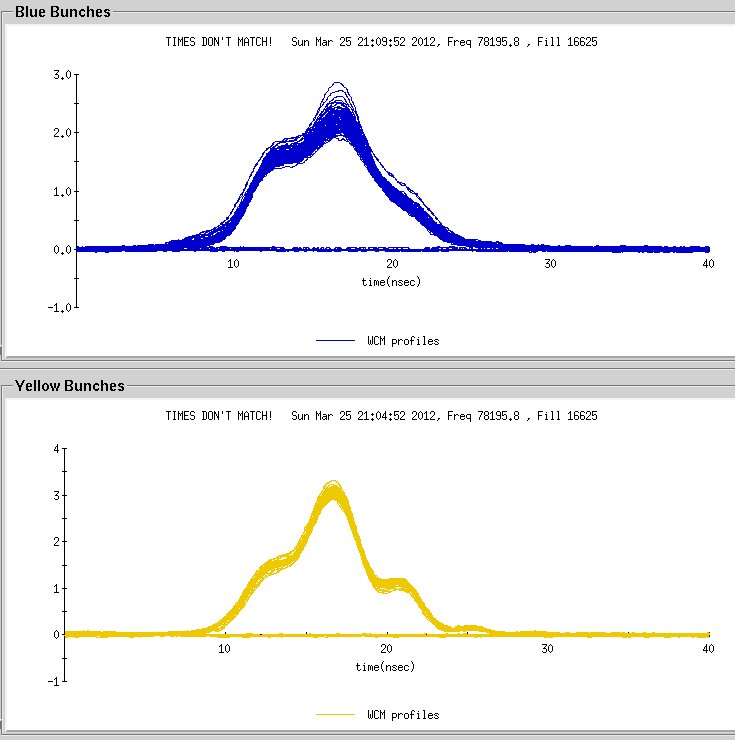 Blue Bunches
TIMES DON'T MATCH! Sun Mar 25 21:09:52 2012, Freq 78195.8 , Fill 16625
3.0
2.0
1.0
0.0
-1.0
10 20 30 40
time(nsec)
WCM profiles
Yellow Bunches
TIMES DON'T MATCH! Sun Mar 25 21:04:52 2012, Freq 78195.8 , Fill 16625
4
3
2
1
0
-1
10 20 30 40
time(nsec)
WCM profiles